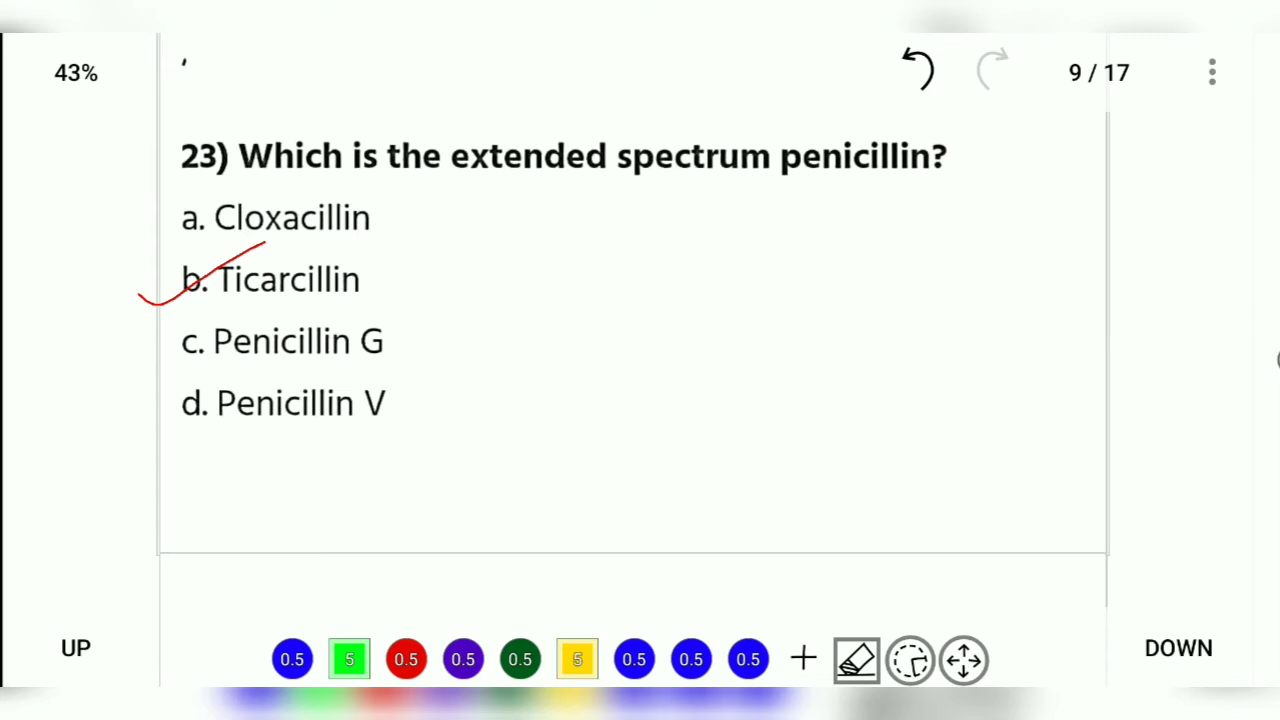 43%
9 / 17
23) Which is the extended spectrum penicillin?
a. Cloxacillin
b. Ticarcillin
c. Penicillin G
d. Penicillin V
UP
0.5 5 0.5 0.5 0.5 5 0.5 0.5 0.5
DOWN